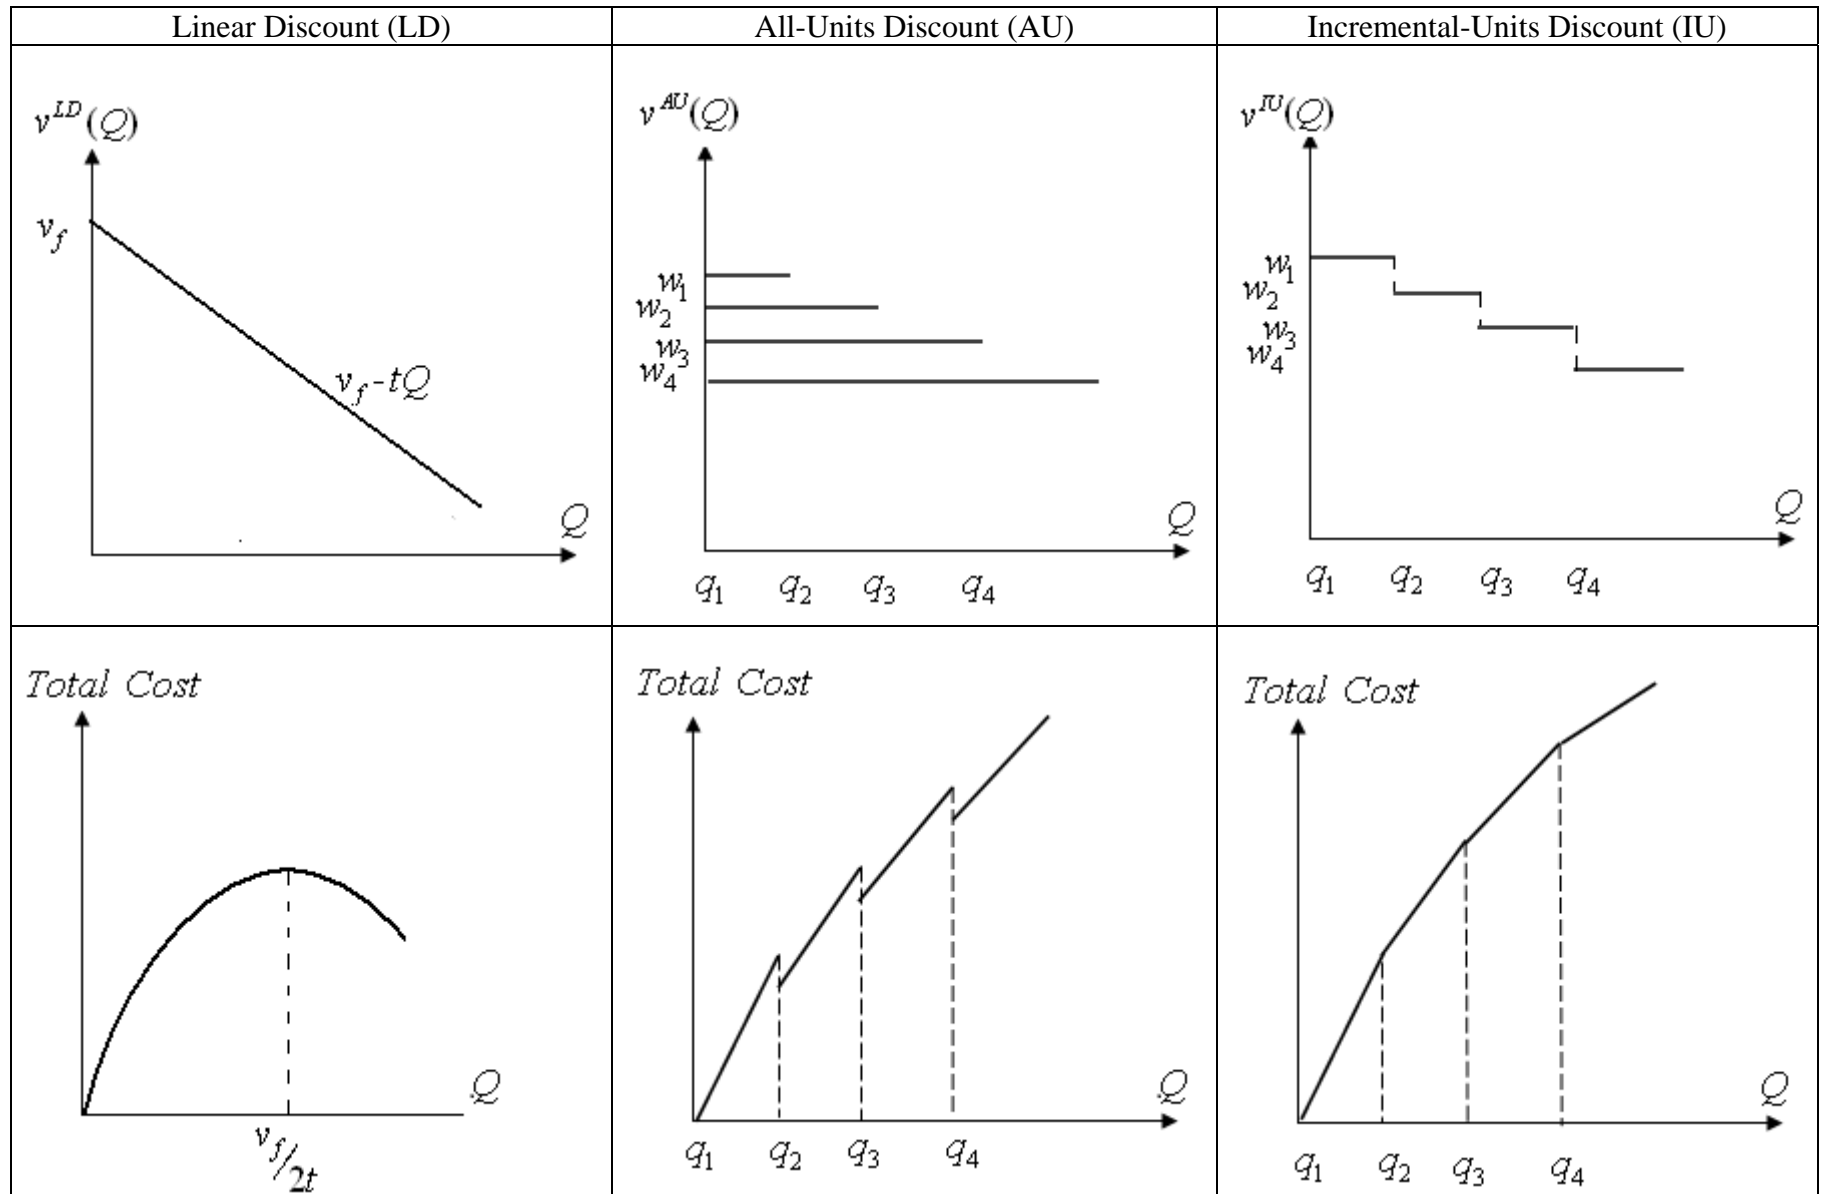 Linear Discount (LD)
All-Units Discount (AU)
Incremental-Units Discount (IU)
v^{LD}(Q)
v_f
v_f-tQ
Q
v^{AU}(Q)
w_1
w_2
w_3
w_4
Q
q_1 q_2 q_3 q_4
v^{IU}(Q)
w_1
w_2
w_3
w_4
Q
q_1 q_2 q_3 q_4
Total Cost
Q
v_f/2t
Total Cost
Q
q_1 q_2 q_3 q_4
Total Cost
Q
q_1 q_2 q_3 q_4